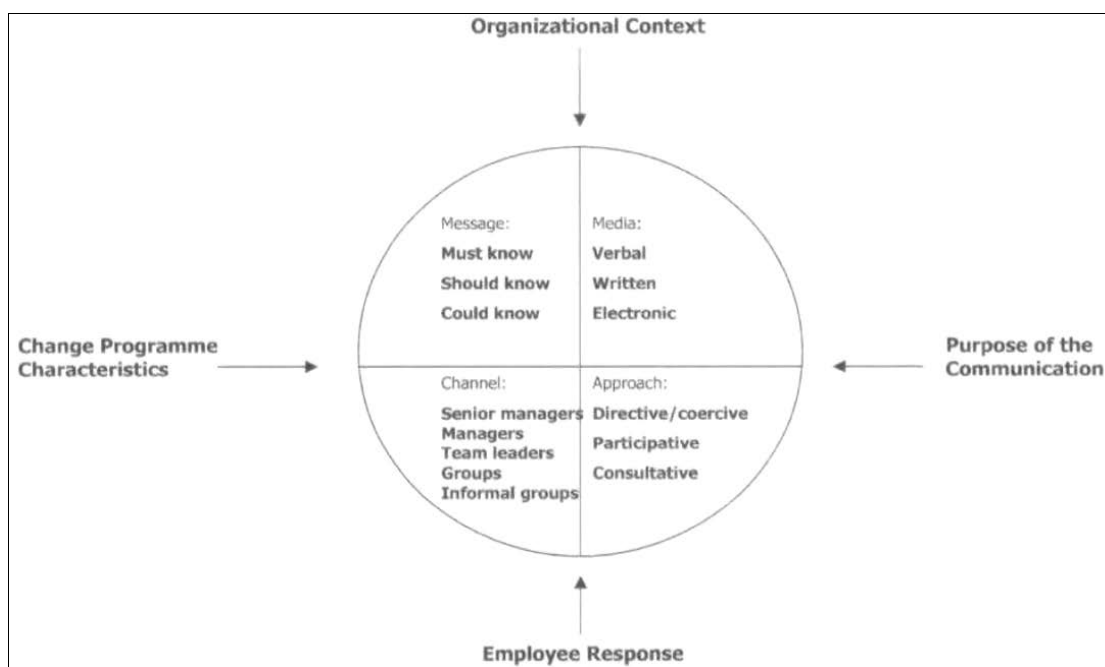 Organizational Context
Message:
Must know
Should know
Could know
Media:
Verbal
Written
Electronic
Change Programme
Characteristics
Purpose of the
Communication
Channel:
Senior managers
Managers
Team leaders
Groups
Informal groups
Approach:
Directive/coercive
Participative
Consultative
Employee Response